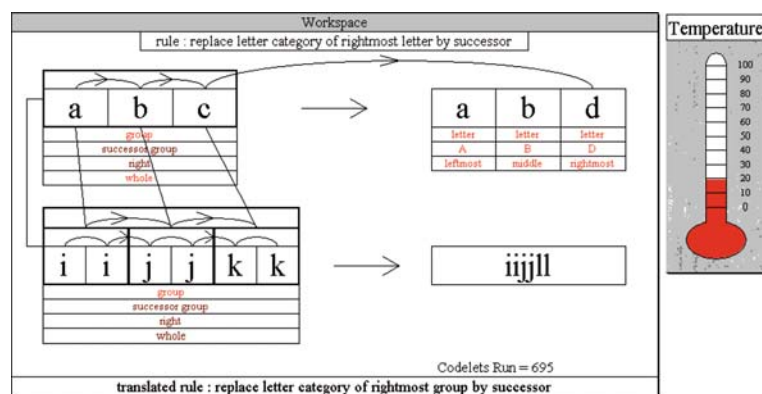 Workspace
rule : replace letter category of rightmost letter by successor
Temperature
a b c
a b d
group
successor group
right
whole
letter letter letter
A B D
leftmost middle rightmost
100
90
80
70
60
50
40
30
20
10
0
i i j j k k
iijjll
group
successor group
right
whole
Codelets Run = 695
translated rule : replace letter category of rightmost group by successor